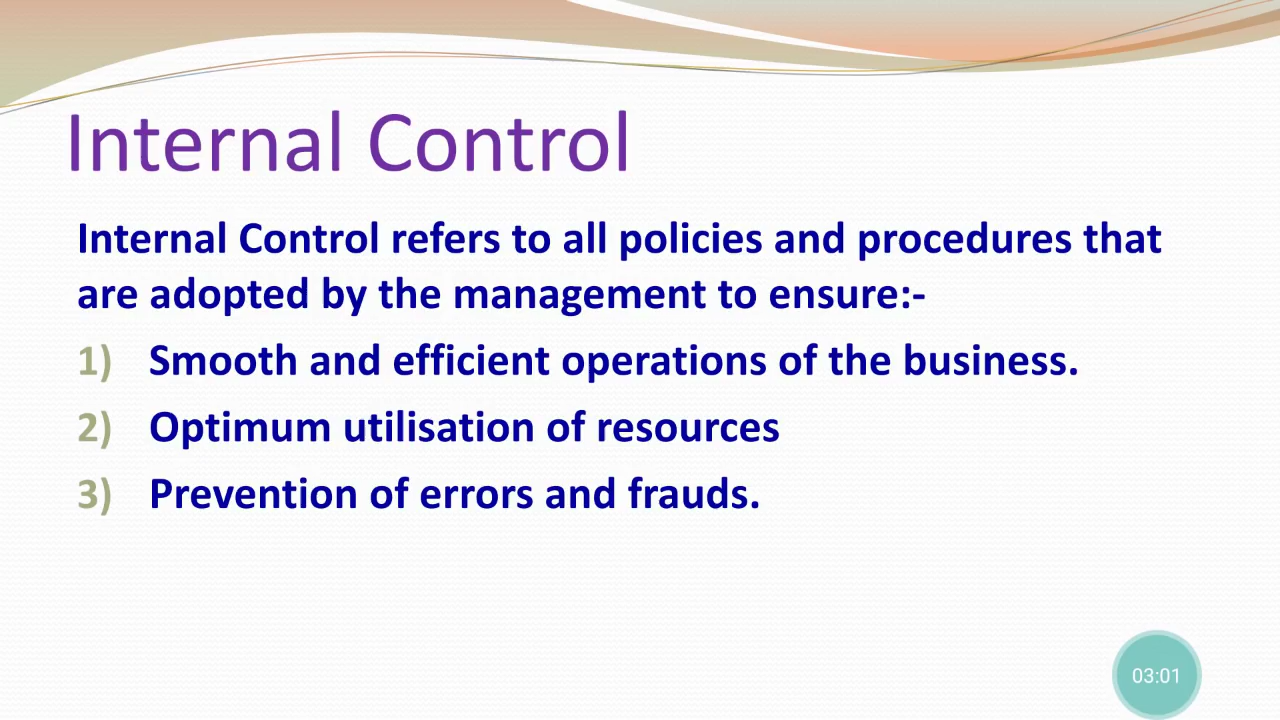 Internal Control
Internal Control refers to all policies and procedures that
are adopted by the management to ensure:-
1) Smooth and efficient operations of the business.
2) Optimum utilisation of resources
3) Prevention of errors and frauds.
03:01